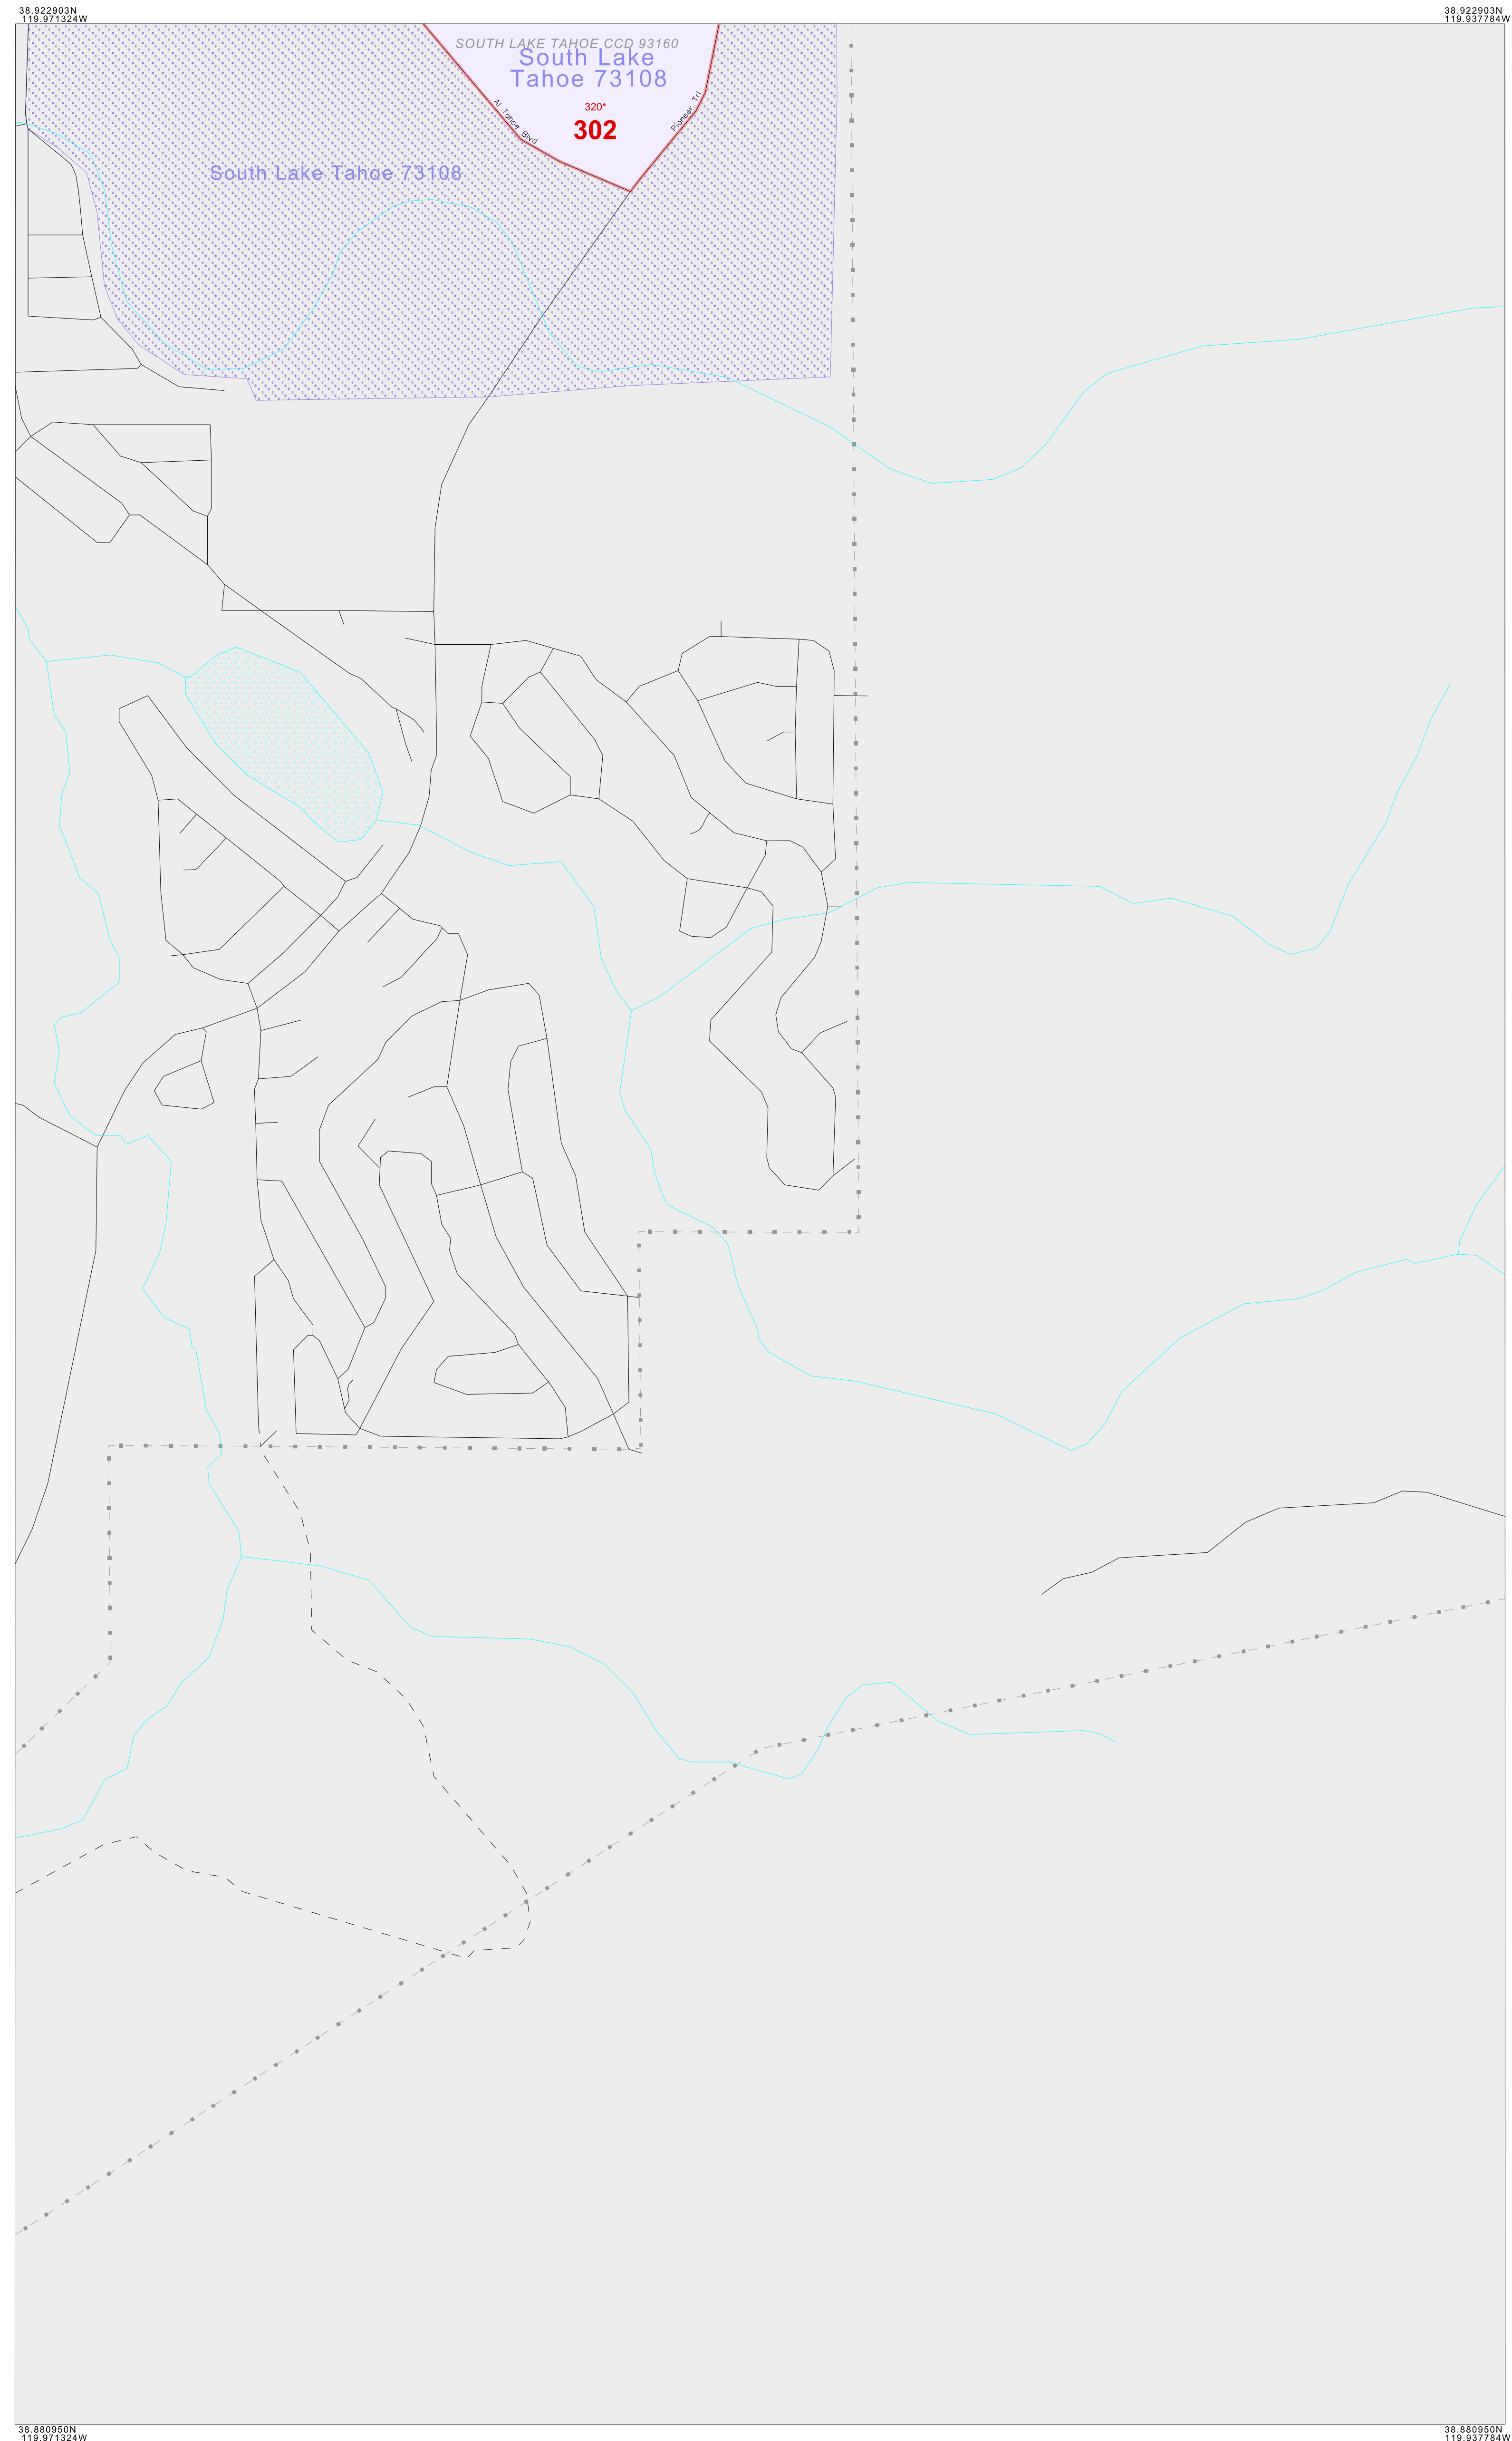 38.922903N
119.971324W
38.922903N
119.937784W
SOUTH LAKE TAHOE CCD 93160
South Lake
Tahoe 73108
320*
302
Al Tahoe Blvd
Pioneer Trl
South Lake Tahoe 73108
38.880950N
119.971324W
38.880950N
119.937784W